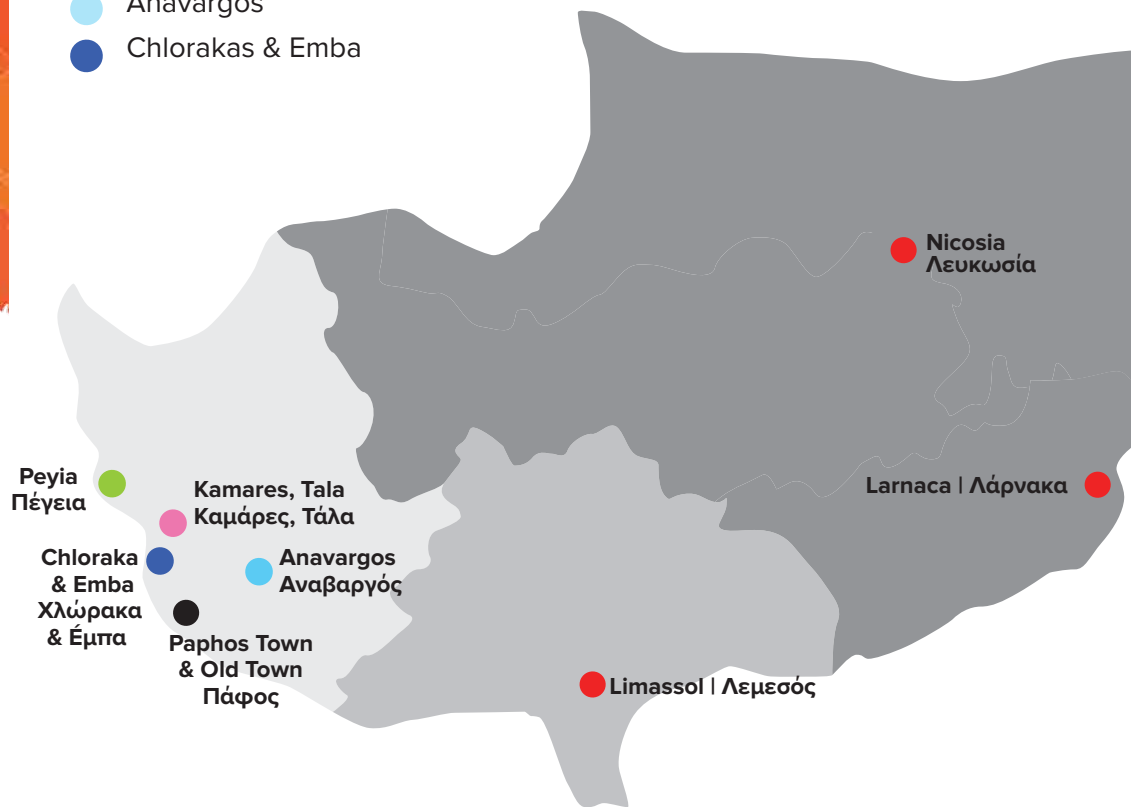 Anavargos
Chlorakas & Emba
Nicosia
Λευκωσία
Peyia
Πέγεια
Kamares, Tala
Καμάρες, Τάλα
Larnaca | Λάρνακα
Chloraka
& Emba
Χλώρακα
& Έμπα
Anavargos
Αναβαργός
Paphos Town
& Old Town
Πάφος
Limassol | Λεμεσός